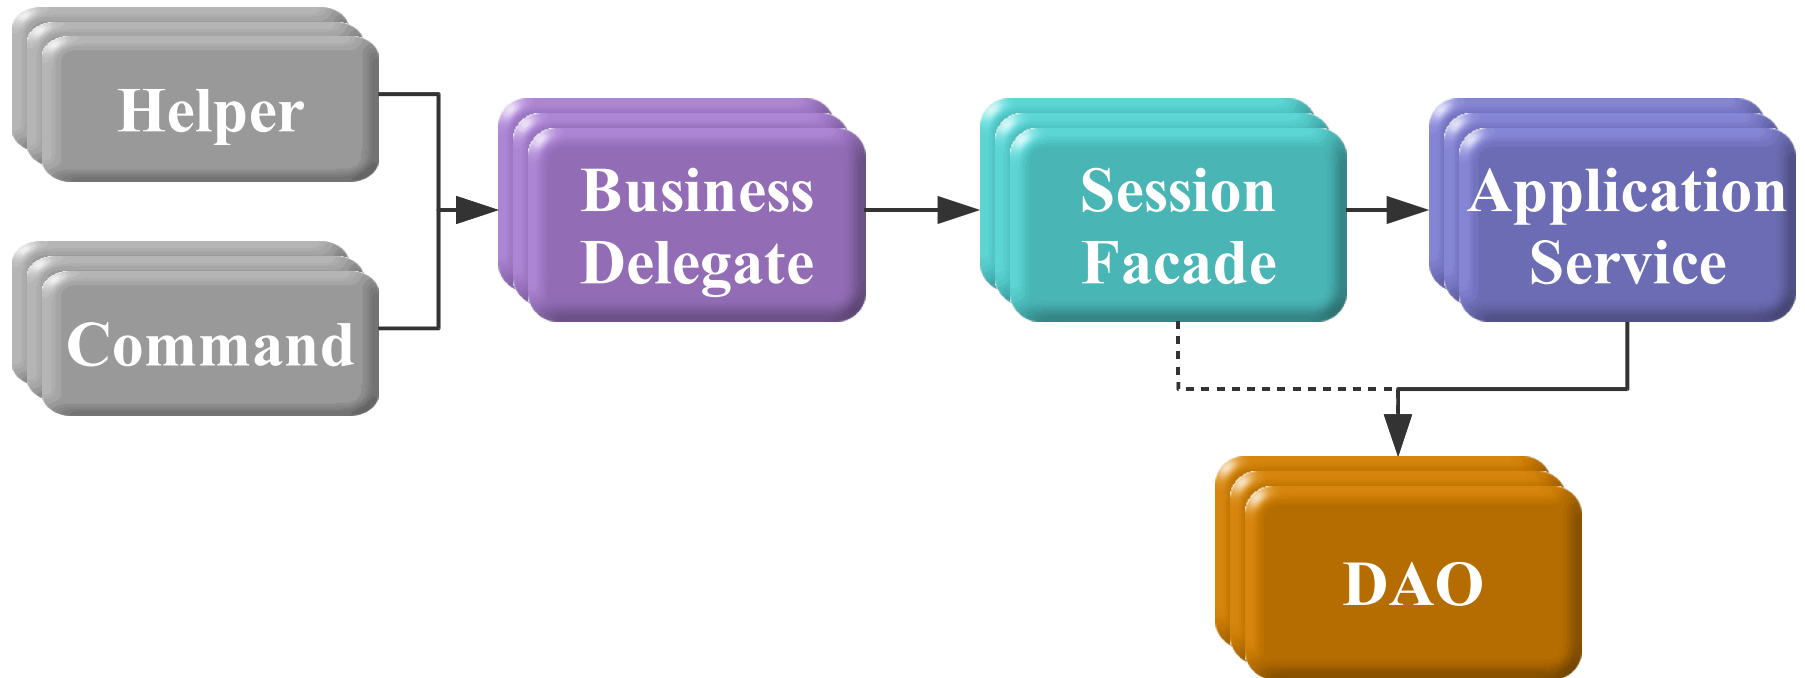 Helper
Command
Business
Delegate
Session
Facade
Application
Service
DAO